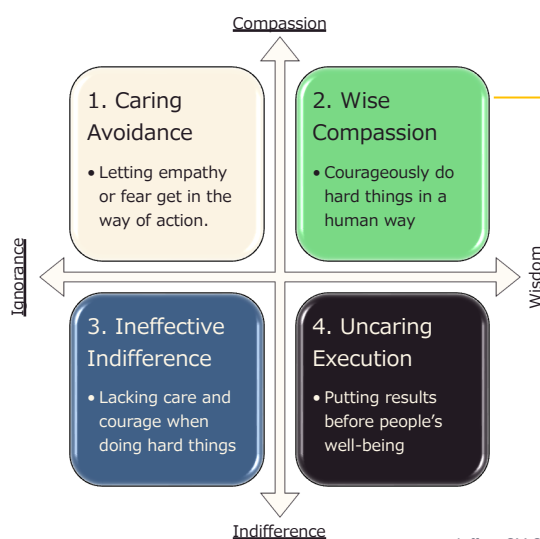 Compassion
1. Caring
Avoidance
• Letting empathy
or fear get in the
way of action.
2. Wise
Compassion
• Courageously do
hard things in a
human way
Ignorance
Wisdom
3. Ineffective
Indifference
• Lacking care and
courage when
doing hard things
4. Uncaring
Execution
• Putting results
before people’s
well-being
Indifference